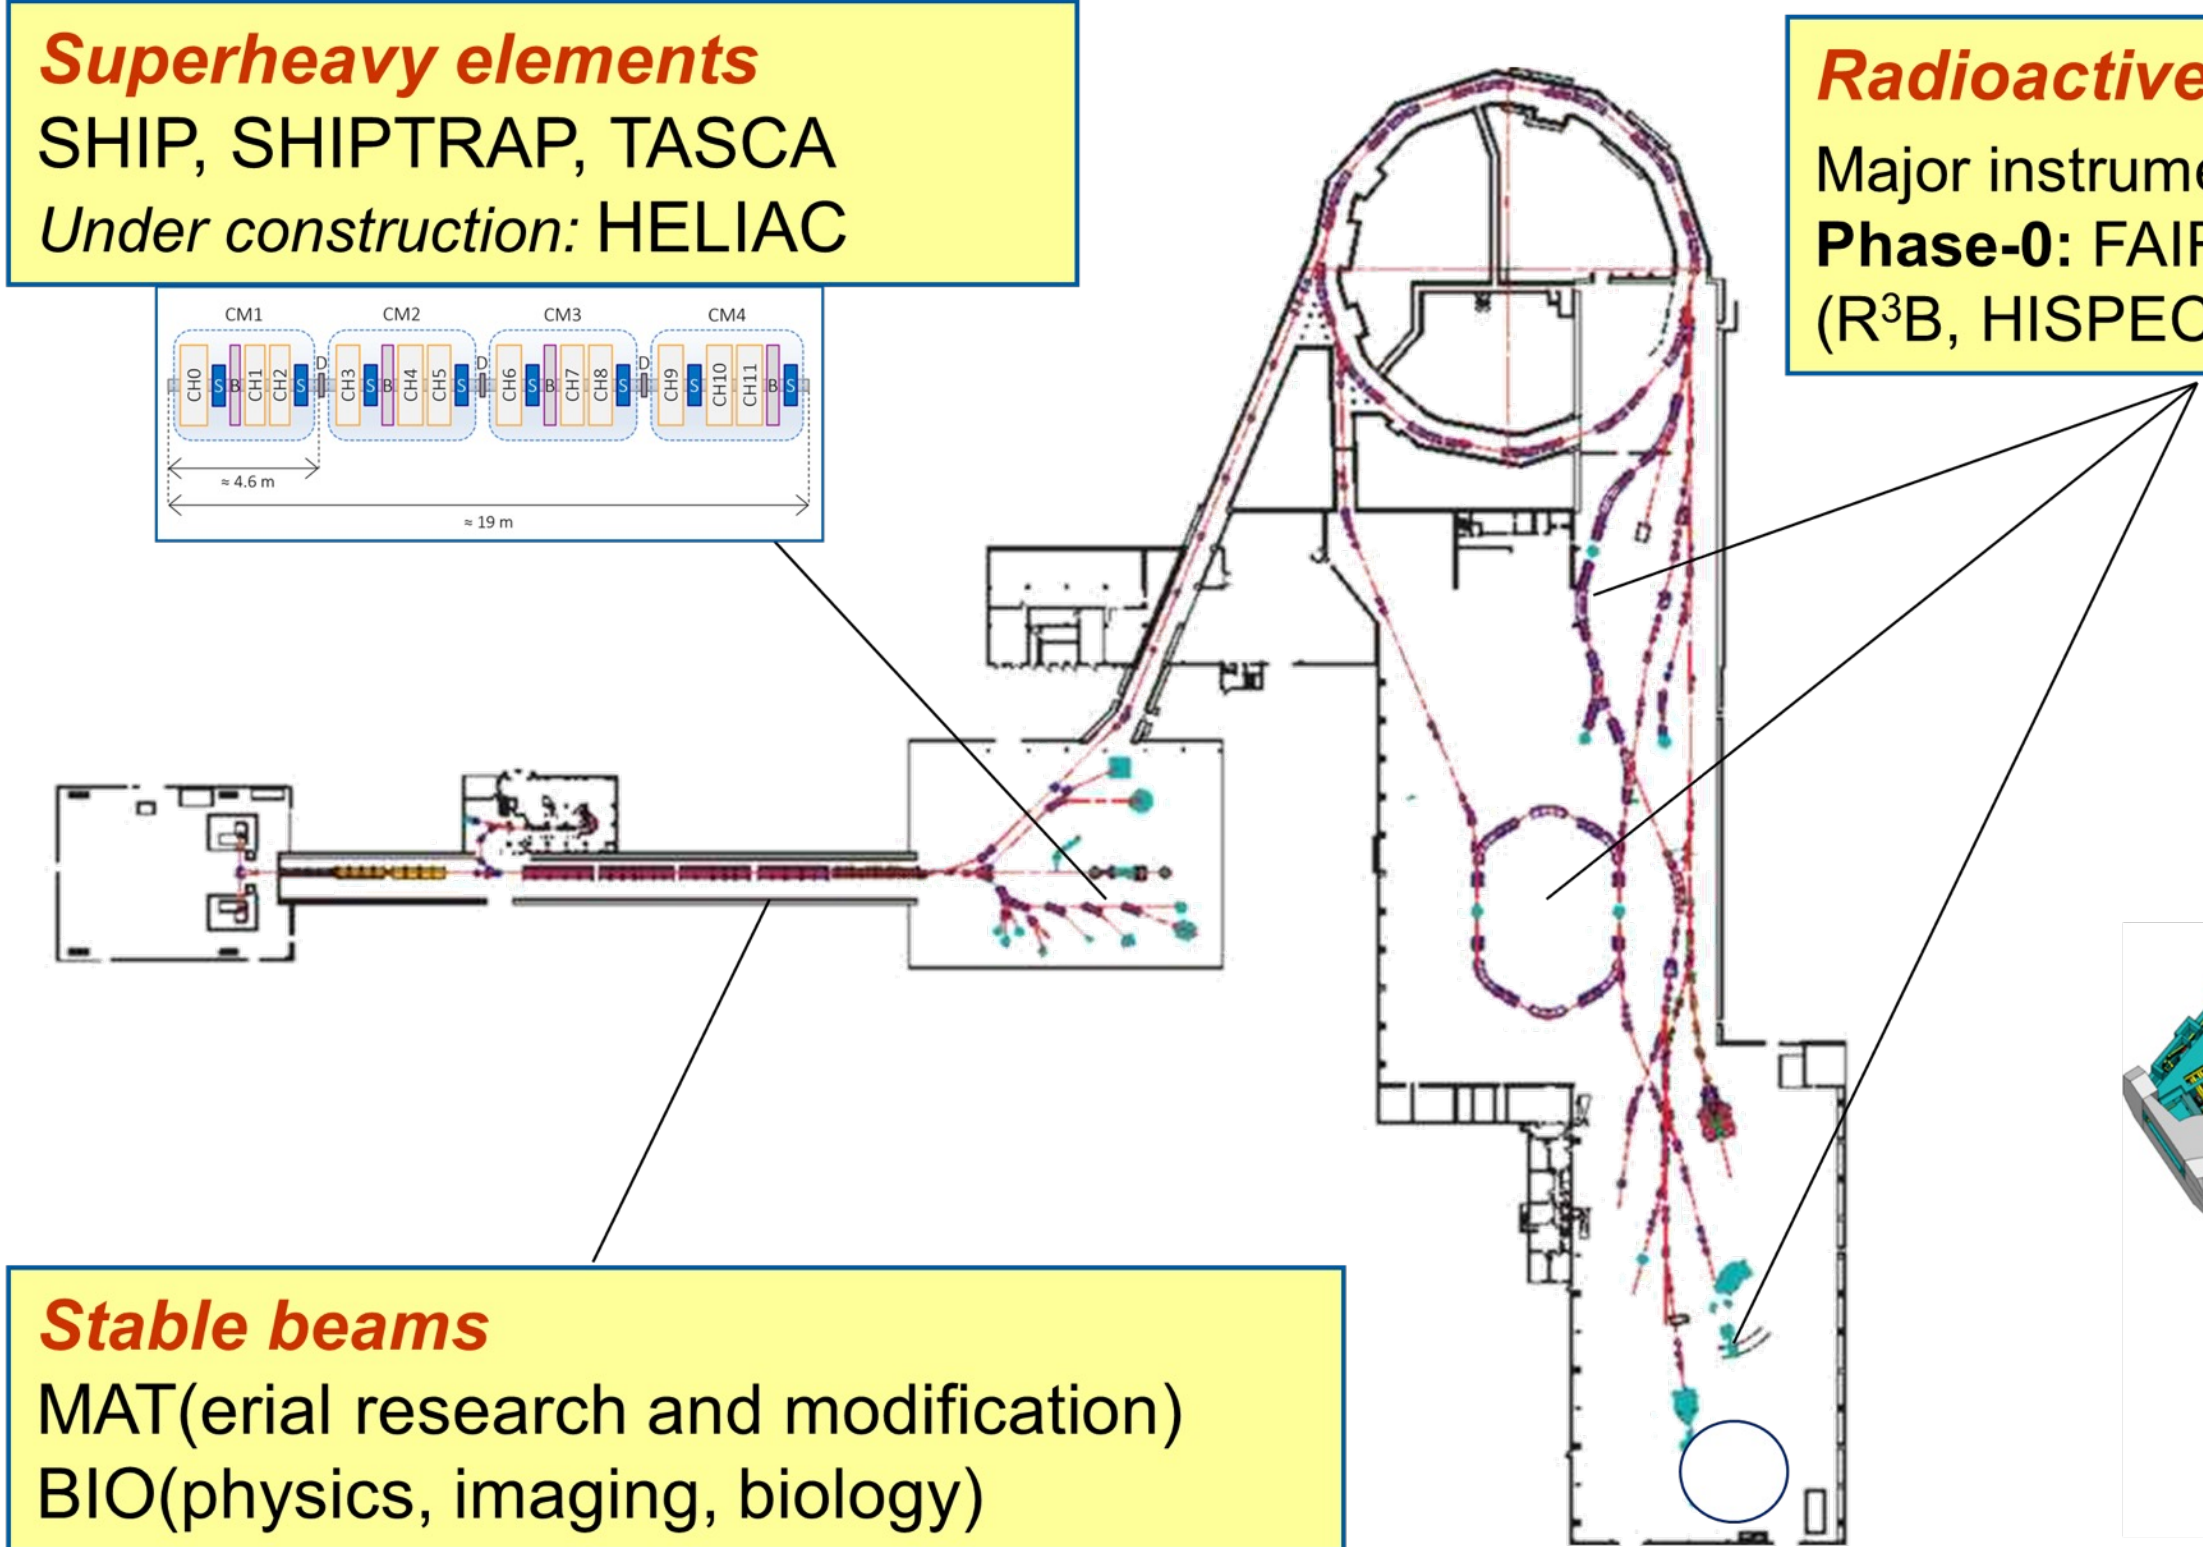 Superheavy elements
SHIP, SHIPTRAP, TASCA
Under construction: HELIAC
CM1 CM2 CM3 CM4
CH0 S B CH1 CH2 S D CH3 S B CH4 CH5 S D CH6 S B CH7 CH8 S D CH9 S CH10 CH11 B S
≈ 4.6 m
≈ 19 m
Radioactive
Major instrume
Phase-0: FAIR
(R³B, HISPEC
Stable beams
MAT(erial research and modification)
BIO(physics, imaging, biology)